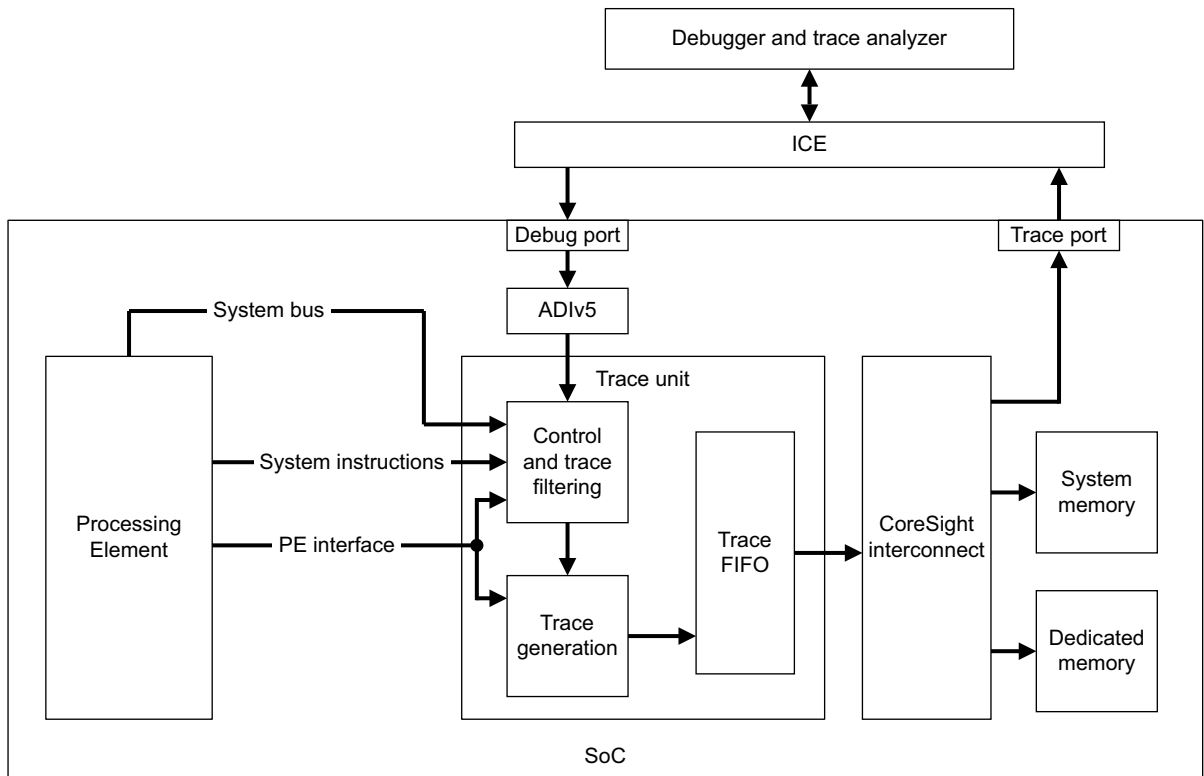 Debugger and trace analyzer
ICE
Debug port
Trace port
ADIv5
System bus
Trace unit
Control
and trace
filtering
System instructions
Processing
Element
PE interface
Trace
generation
Trace
FIFO
CoreSight
interconnect
System
memory
Dedicated
memory
SoC